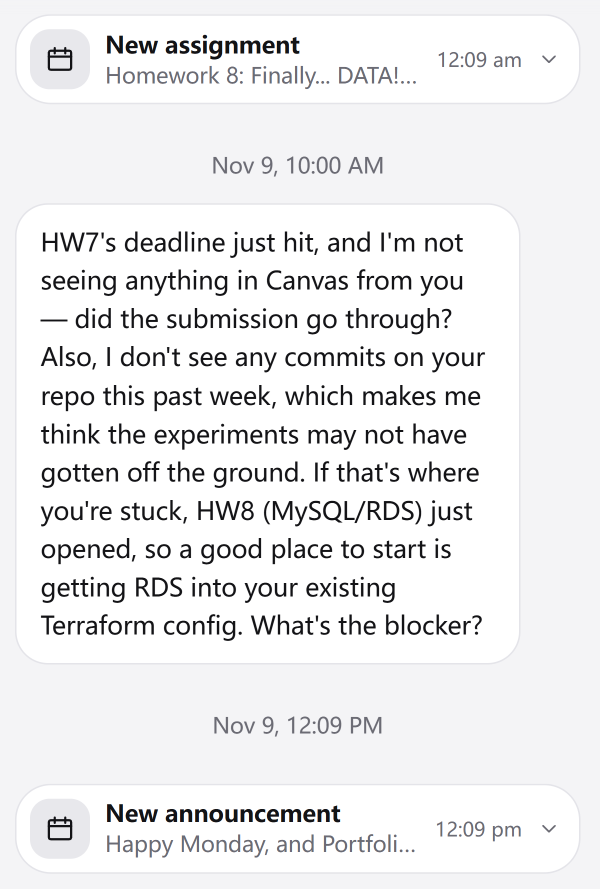 New assignment
Homework 8: Finally... DATA!...
12:09 am
Nov 9, 10:00 AM
HW7's deadline just hit, and I'm not
seeing anything in Canvas from you
— did the submission go through?
Also, I don't see any commits on your
repo this past week, which makes me
think the experiments may not have
gotten off the ground. If that's where
you're stuck, HW8 (MySQL/RDS) just
opened, so a good place to start is
getting RDS into your existing
Terraform config. What's the blocker?
Nov 9, 12:09 PM
New announcement
Happy Monday, and Portfoli...
12:09 pm